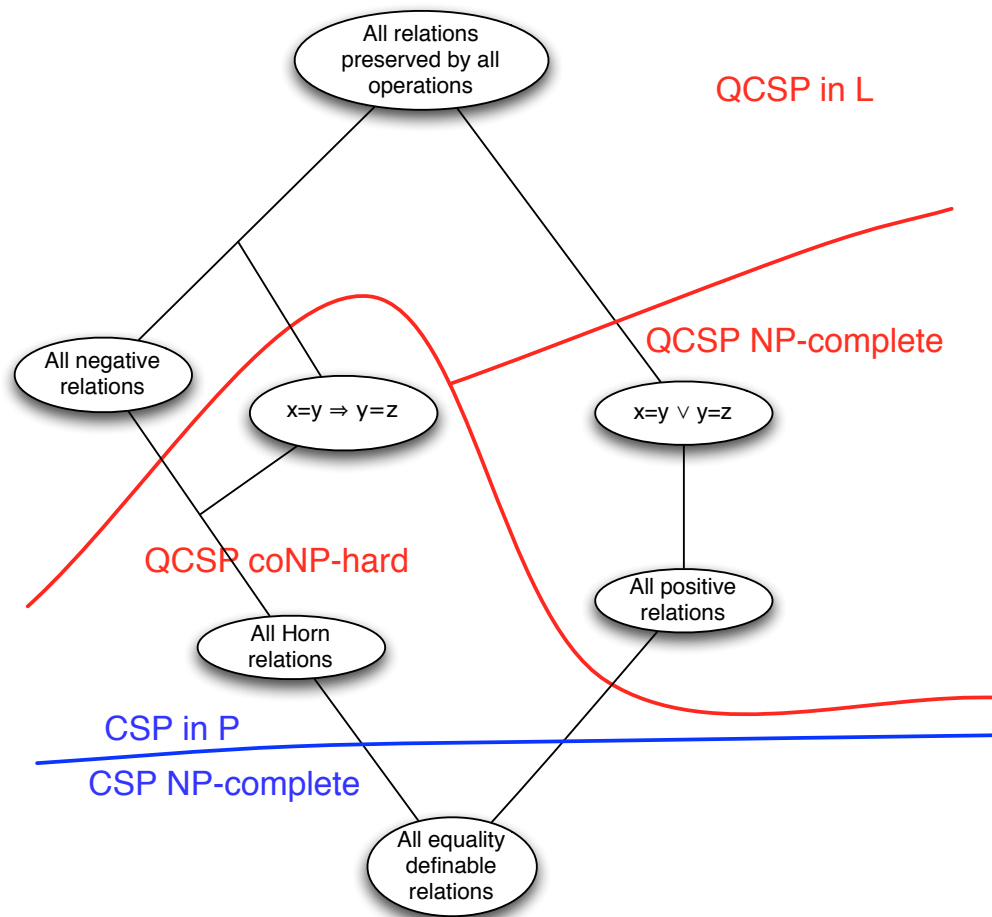 All relations
preserved by all
operations
QCSP in L
QCSP NP-complete
All negative
relations
x=y ⇒ y=z
x=y ∨ y=z
QCSP coNP-hard
All positive
relations
All Horn
relations
CSP in P
CSP NP-complete
All equality
definable
relations